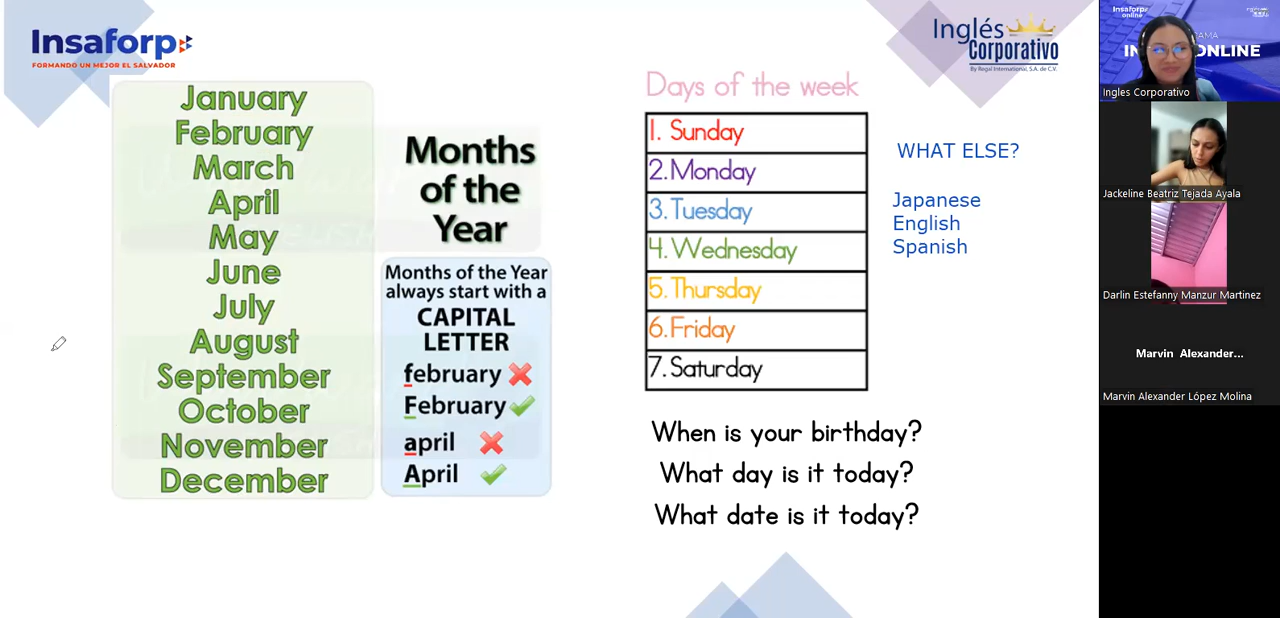 Insaforp
FORMANDO UN MEJOR EL SALVADOR
Inglés
Corporativo
By Regal International, S.A. de C.V.
January
February
March
April
May
June
July
August
September
October
November
December
Months
of the
Year
Months of the Year
always start with a
CAPITAL
LETTER
february
February
april
April
Days of the week
1. Sunday
2.Monday
3.Tuesday
4.Wednesday
5.Thursday
6.Friday
7.Saturday
WHAT ELSE?
Japanese
English
Spanish
When is your birthday?
What day is it today?
What date is it today?
Insaforp
online
ONLINE
Ingles Corporativo
Jackeline Beatriz Tejada Ayala
Darlin Estefanny Manzur Martinez
Marvin Alexander...
Marvin Alexander López Molina